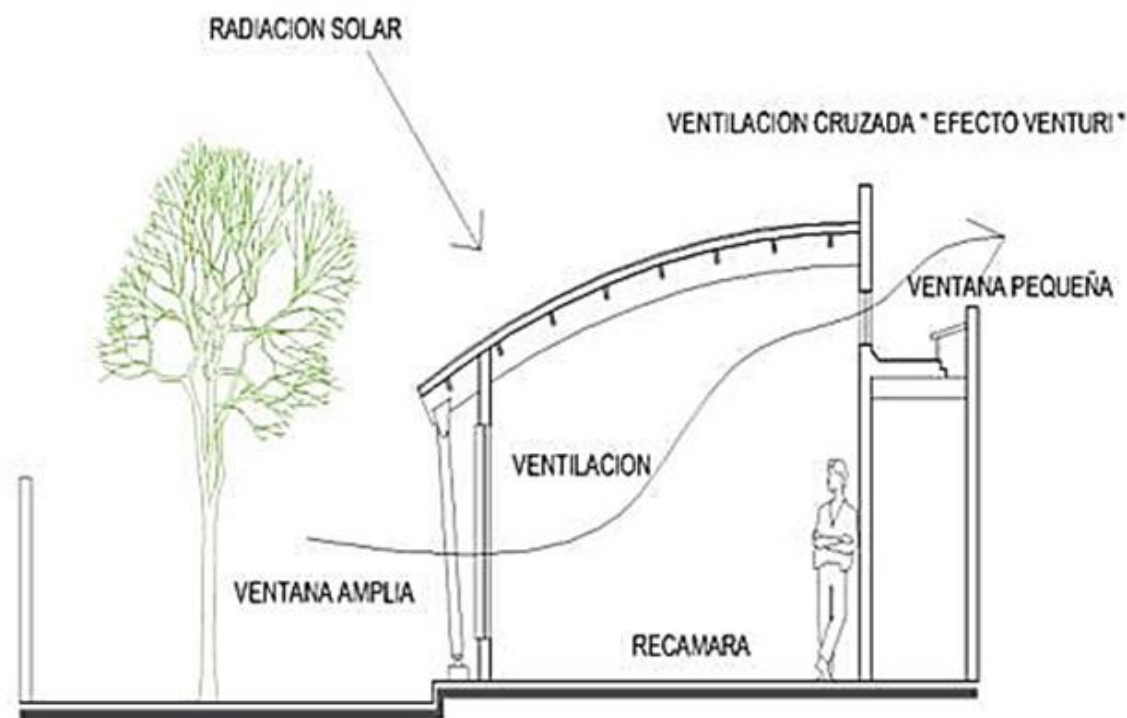 RADIACION SOLAR
VENTILACION CRUZADA " EFECTO VENTURI "
VENTANA PEQUEÑA
VENTILACION
VENTANA AMPLIA
RECAMARA